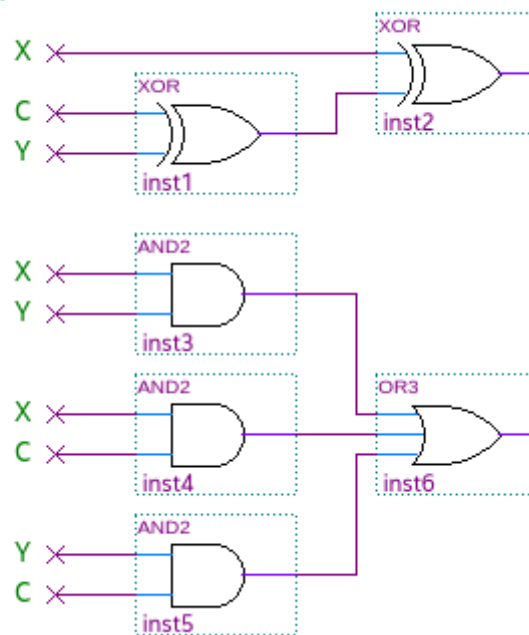 XOR
X
XOR
C
inst2
Y
inst1
AND2
X
Y
inst3
AND2
OR3
X
C
inst4
inst6
AND2
Y
C
inst5